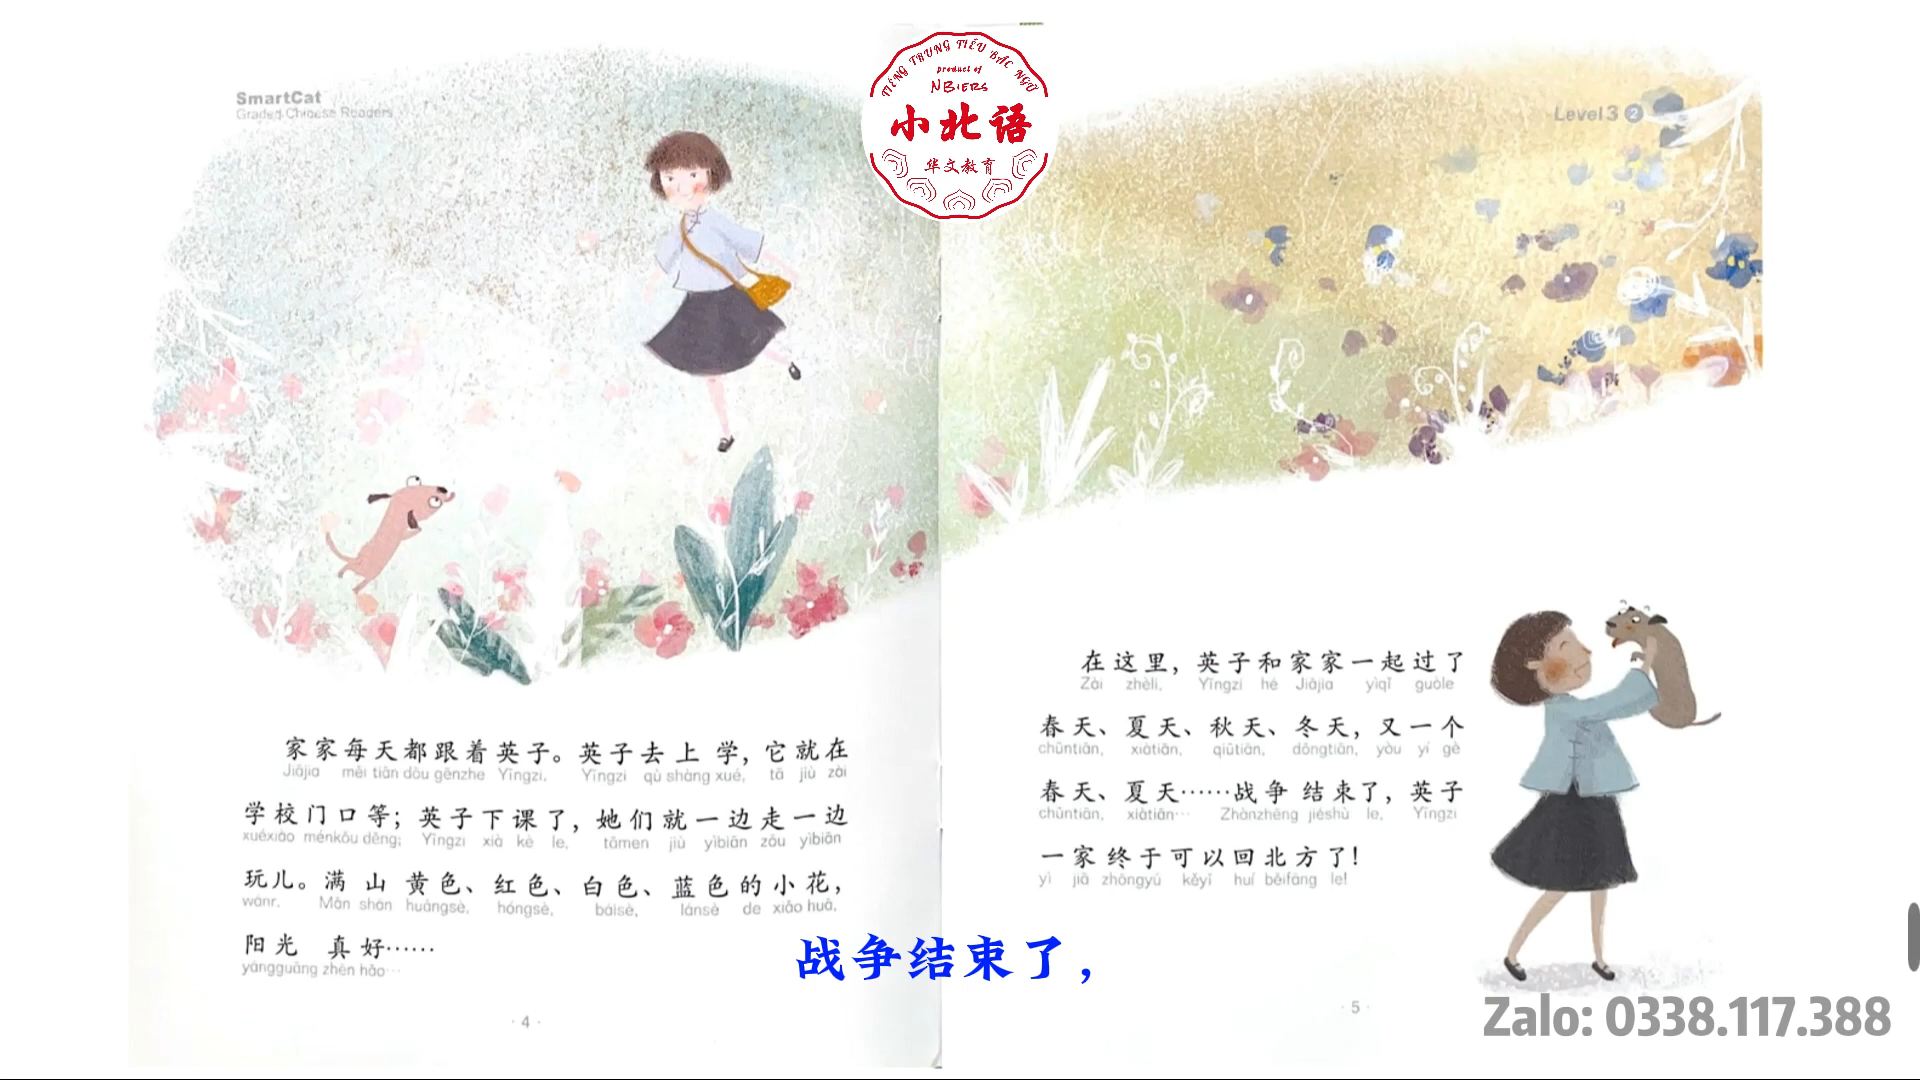 SmartCat
Graded Chinese Readers
TIẾNG TRUNG TIỂU BẮC NGỮ
product of
NBIERS
小北语
华文教育
Level 3 2
家家每天都跟着英子。英子去上学，它就在
Jiājia měi tiān dōu gēnzhe Yīngzi. Yīngzi qù shàng xué, tā jiù zài
学校门口等；英子下课了，她们就一边走一边
xuéxiào ménkǒu děng; Yīngzi xià kè le, tāmen jiù yìbiān zǒu yìbiān
玩儿。满山黄色、红色、白色、蓝色的小花，
wánr. Mǎn shān huángsè, hóngsè, báisè, lánsè de xiǎo huā,
阳光真好……
yángguāng zhēn hǎo…
·4·
在这里，英子和家家一起过了
Zài zhèlǐ, Yīngzi hé Jiājia yìqǐ guòle
春天、夏天、秋天、冬天，又一个
chūntiān, xiàtiān, qiūtiān, dōngtiān, yòu yí gè
春天、夏天……战争结束了，英子
chūntiān, xiàtiān… Zhànzhēng jiéshù le, Yīngzi
一家终于可以回北方了！
yì jiā zhōngyú kěyǐ huí běifāng le!
·5·
战争结束了，
Zalo: 0338.117.388